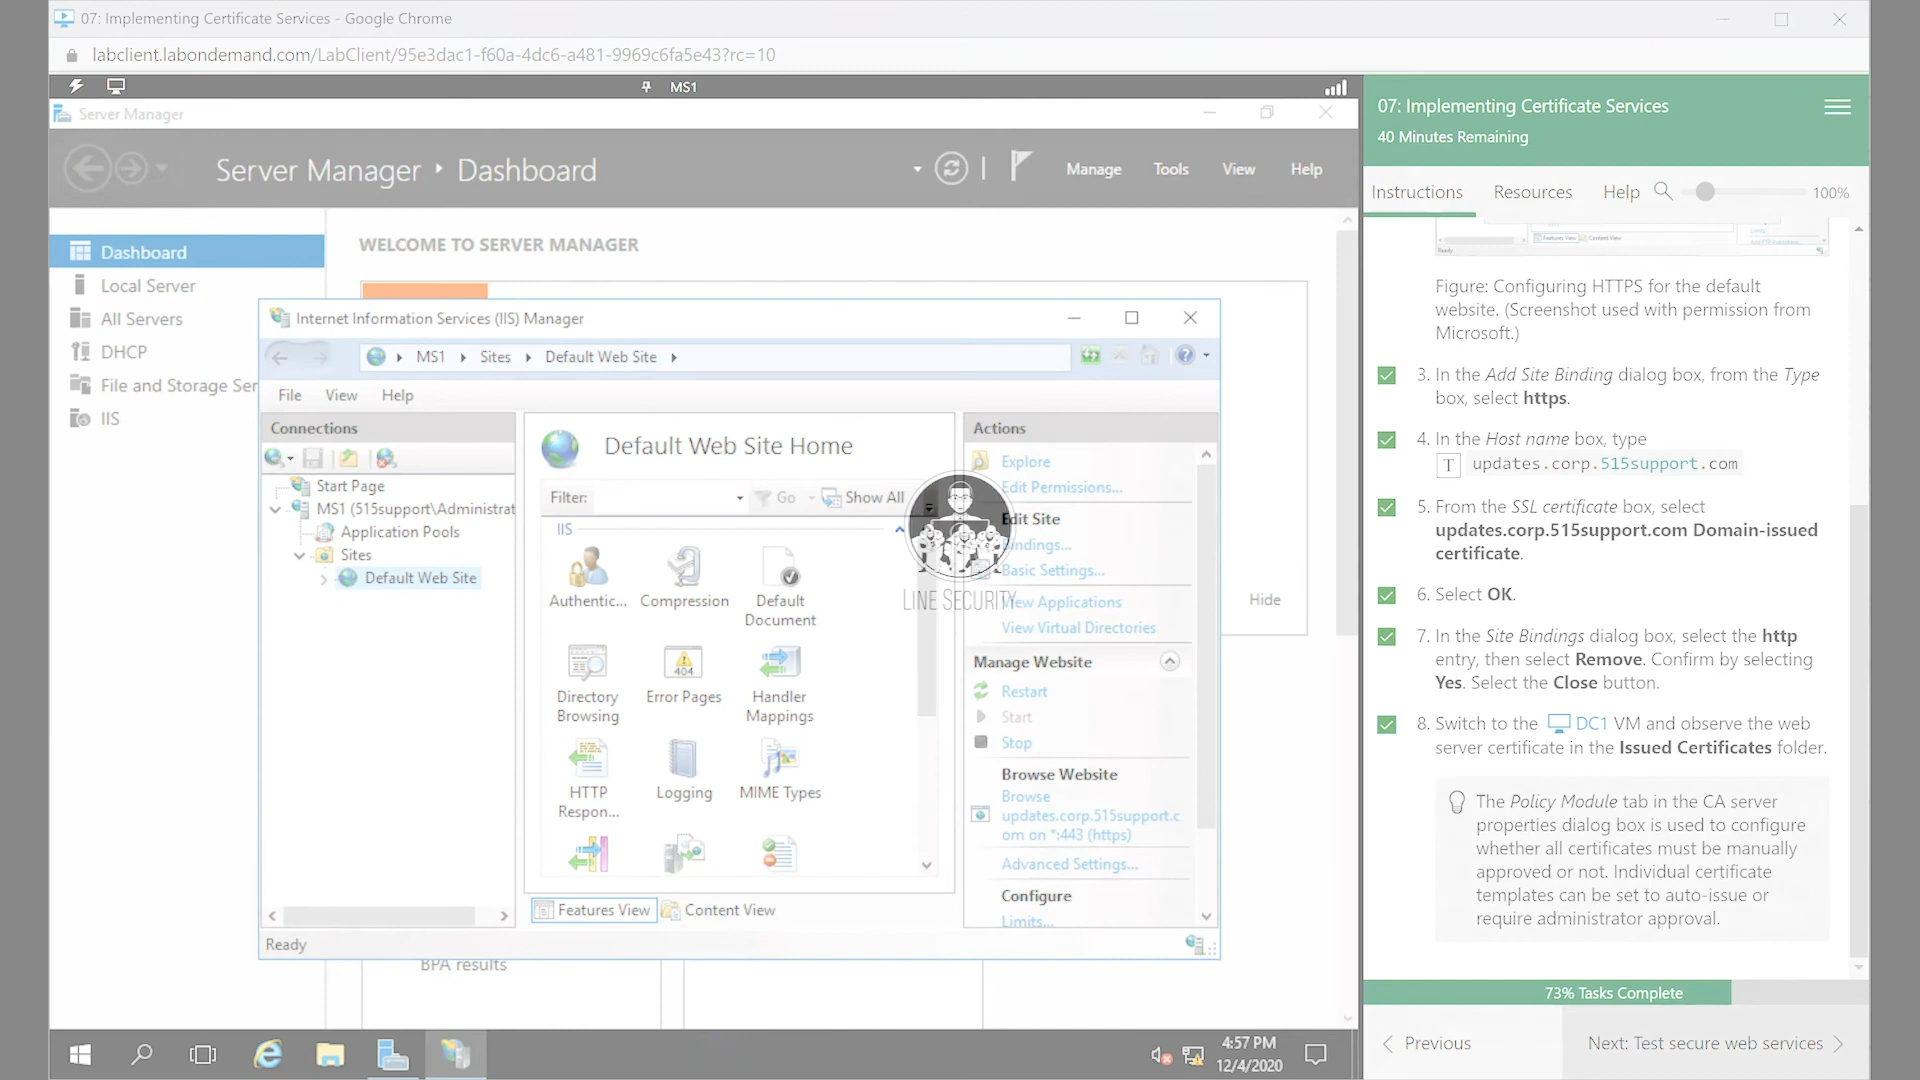 07: Implementing Certificate Services - Google Chrome
labclient.labondemand.com/LabClient/95e3dac1-f60a-4dc6-a481-9969c6fa5e43?rc=10
MS1
Server Manager
Server Manager ‣ Dashboard
Manage
Tools
View
Help
Dashboard
Local Server
All Servers
DHCP
File and Storage Ser
IIS
WELCOME TO SERVER MANAGER
Hide
BPA results
Internet Information Services (IIS) Manager
MS1
Sites
Default Web Site
File
View
Help
Connections
Start Page
MS1 (515support\Administrat
Application Pools
Sites
Default Web Site
Default Web Site Home
Filter:
Go
Show All
IIS
Authentic...
Compression
Default
Document
Directory
Browsing
Error Pages
404
Handler
Mappings
HTTP
Respon...
Logging
MIME Types
Features View
Content View
Ready
Actions
Explore
Edit Permissions...
Edit Site
Bindings...
Basic Settings...
View Applications
View Virtual Directories
Manage Website
Restart
Start
Stop
Browse Website
Browse
updates.corp.515support.c
om on *:443 (https)
Advanced Settings...
Configure
Limits...
LINE SECURITY
4:57 PM
12/4/2020
07: Implementing Certificate Services
40 Minutes Remaining
Instructions
Resources
Help
100%
Features View
Content View
Ready
Figure: Configuring HTTPS for the default
website. (Screenshot used with permission from
Microsoft.)
3. In the Add Site Binding dialog box, from the Type
box, select https.
4. In the Host name box, type
T updates.corp.515support.com
5. From the SSL certificate box, select
updates.corp.515support.com Domain-issued
certificate.
6. Select OK.
7. In the Site Bindings dialog box, select the http
entry, then select Remove. Confirm by selecting
Yes. Select the Close button.
8. Switch to the DC1 VM and observe the web
server certificate in the Issued Certificates folder.
The Policy Module tab in the CA server
properties dialog box is used to configure
whether all certificates must be manually
approved or not. Individual certificate
templates can be set to auto-issue or
require administrator approval.
73% Tasks Complete
Previous
Next: Test secure web services